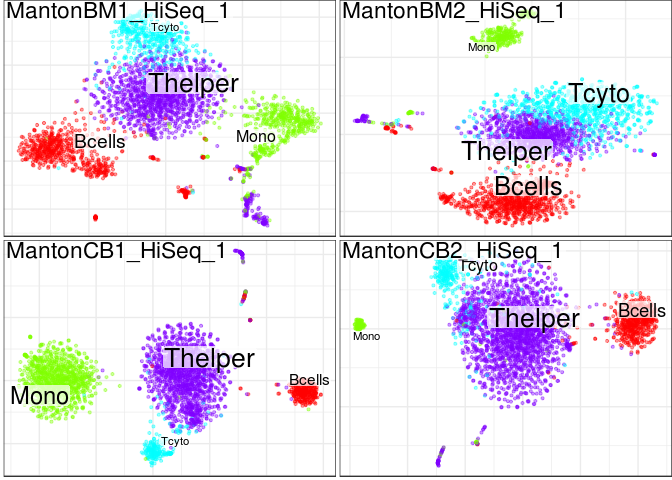 MantonBM1_HiSeq_1
Tcyto
Thelper
Mono
Bcells
MantonBM2_HiSeq_1
Mono
Tcyto
Thelper
Bcells
MantonCB1_HiSeq_1
Thelper
Bcells
Mono
Tcyto
MantonCB2_HiSeq_1
Tcyto
Bcells
Thelper
Mono